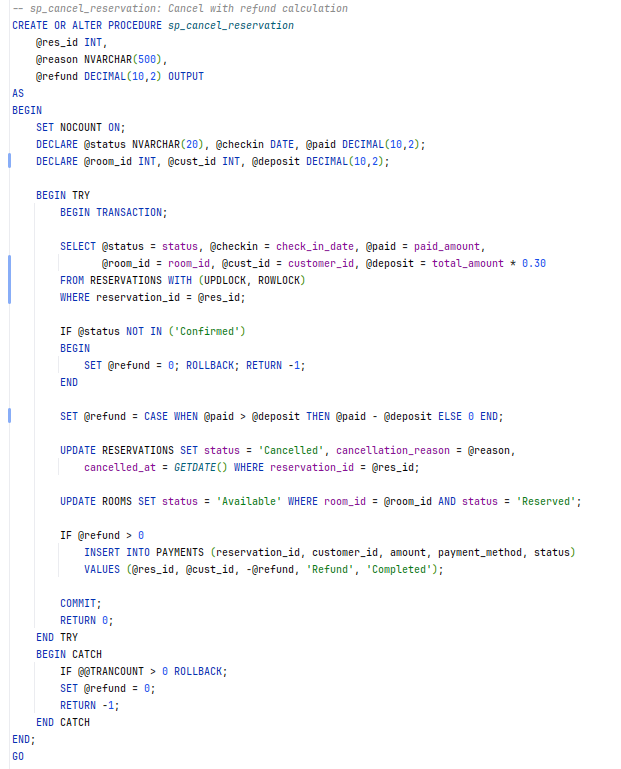 -- sp_cancel_reservation: Cancel with refund calculation
CREATE OR ALTER PROCEDURE sp_cancel_reservation
    @res_id INT,
    @reason NVARCHAR(500),
    @refund DECIMAL(10,2) OUTPUT
AS
BEGIN
    SET NOCOUNT ON;
    DECLARE @status NVARCHAR(20), @checkin DATE, @paid DECIMAL(10,2);
    DECLARE @room_id INT, @cust_id INT, @deposit DECIMAL(10,2);

    BEGIN TRY
        BEGIN TRANSACTION;

        SELECT @status = status, @checkin = check_in_date, @paid = paid_amount,
               @room_id = room_id, @cust_id = customer_id, @deposit = total_amount * 0.30
        FROM RESERVATIONS WITH (UPDLOCK, ROWLOCK)
        WHERE reservation_id = @res_id;

        IF @status NOT IN ('Confirmed')
        BEGIN
            SET @refund = 0; ROLLBACK; RETURN -1;
        END

        SET @refund = CASE WHEN @paid > @deposit THEN @paid - @deposit ELSE 0 END;

        UPDATE RESERVATIONS SET status = 'Cancelled', cancellation_reason = @reason,
            cancelled_at = GETDATE() WHERE reservation_id = @res_id;

        UPDATE ROOMS SET status = 'Available' WHERE room_id = @room_id AND status = 'Reserved';

        IF @refund > 0
            INSERT INTO PAYMENTS (reservation_id, customer_id, amount, payment_method, status)
            VALUES (@res_id, @cust_id, -@refund, 'Refund', 'Completed');

        COMMIT;
        RETURN 0;
    END TRY
    BEGIN CATCH
        IF @@TRANCOUNT > 0 ROLLBACK;
        SET @refund = 0;
        RETURN -1;
    END CATCH
END;
GO